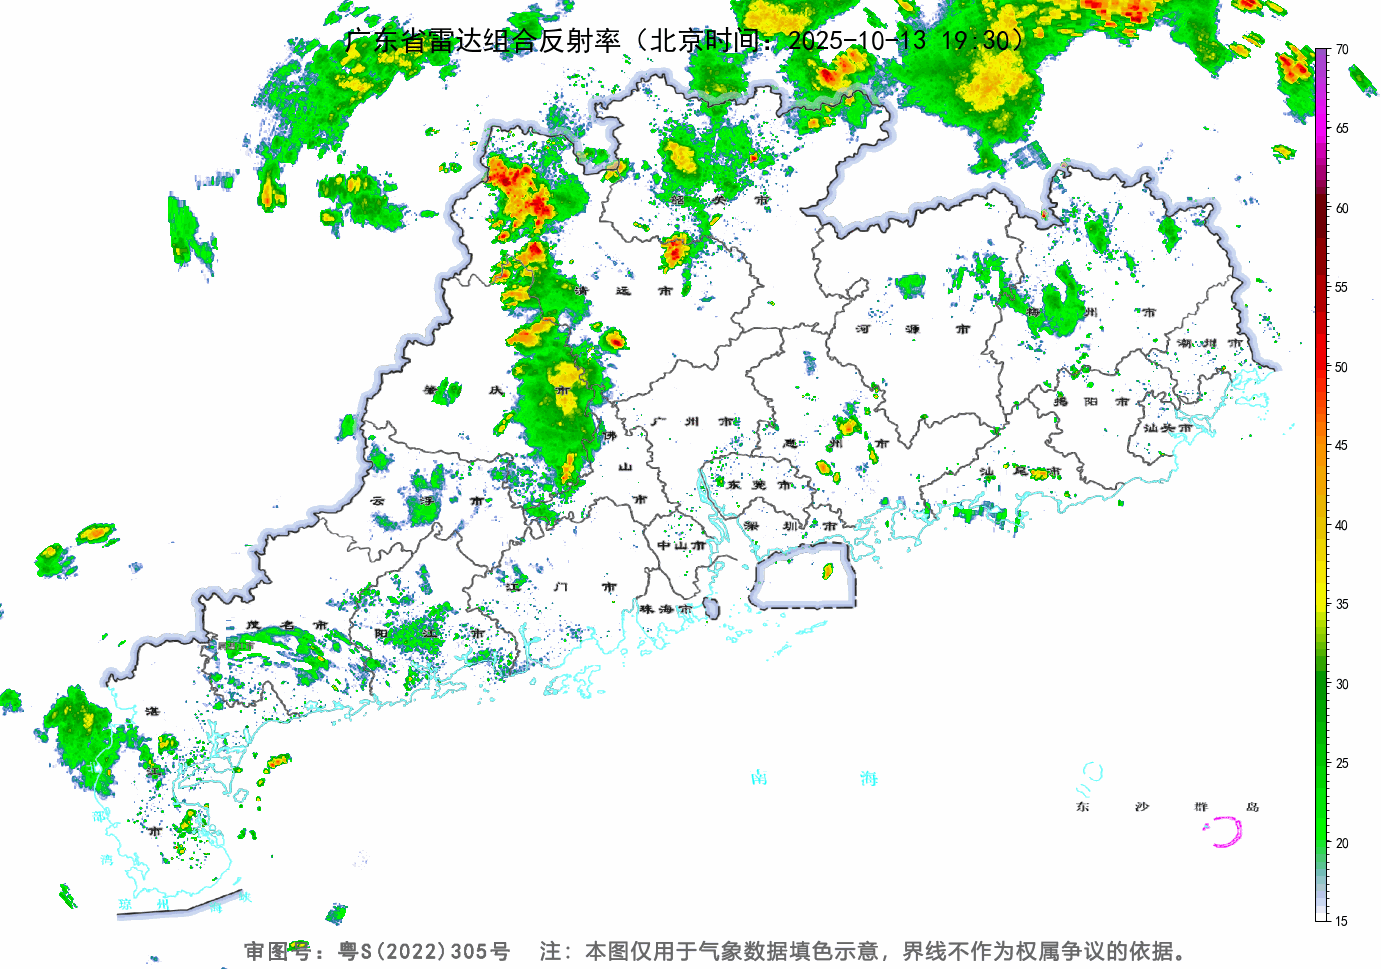 广东省雷达组合反射率（北京时间：2025-10-13 19:30）
70
65
60
55
50
45
40
35
30
25
20
15
韶关市
清远市
河源市
梅州市
潮州市
肇庆市
广州市
惠州市
揭阳市
汕头市
佛山市
云浮市
东莞市
汕尾市
深圳市
中山市
江门市
珠海市
茂名市
阳江市
湛江市
南海
东沙群岛
部湾
琼州海峡
审图号：粤S(2022)305号 注：本图仅用于气象数据填色示意，界线不作为权属争议的依据。